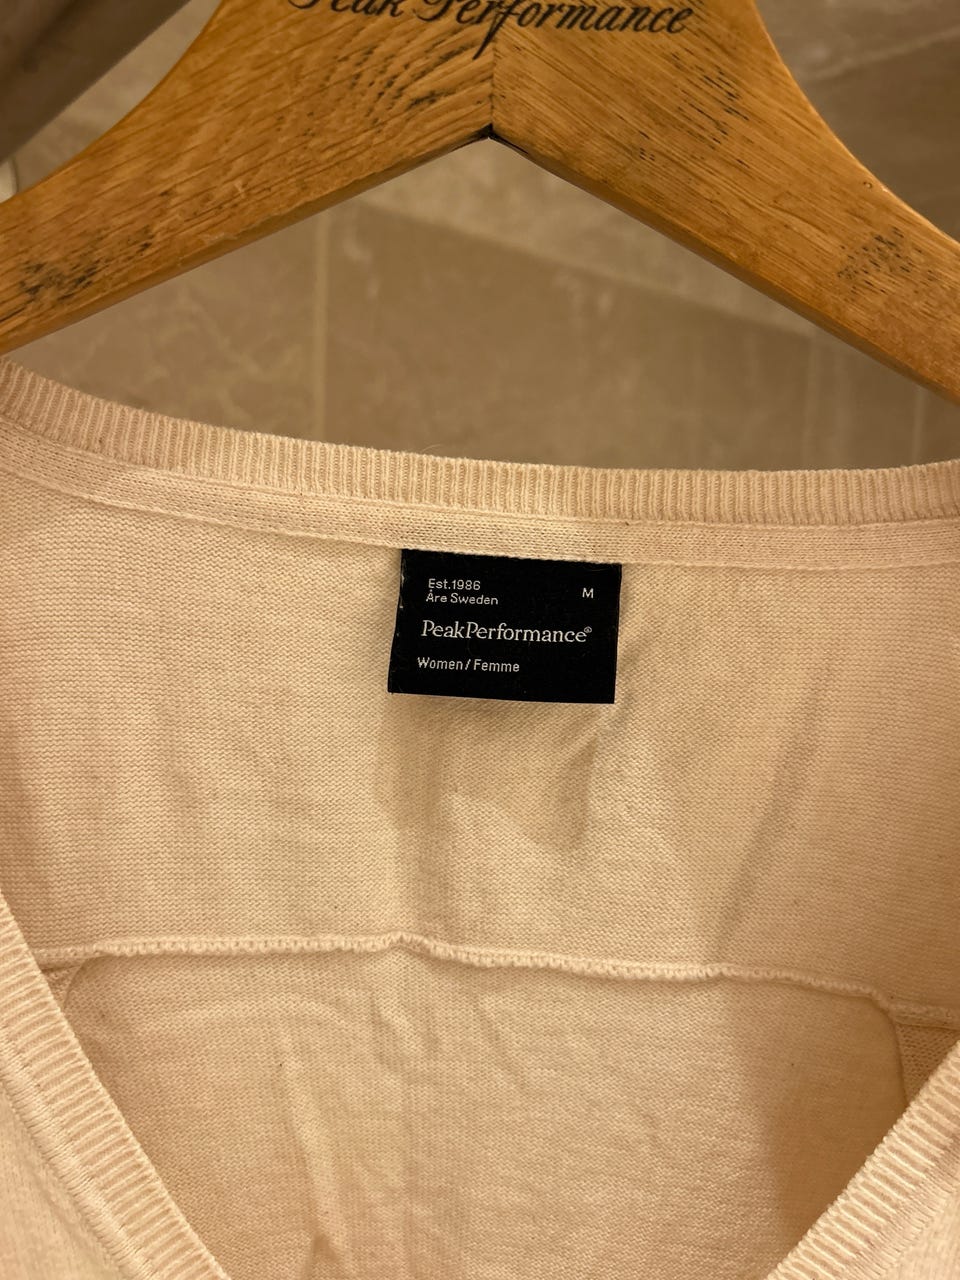 Peak Performance
Est.1986
Åre Sweden
M
PeakPerformance®
Women/Femme